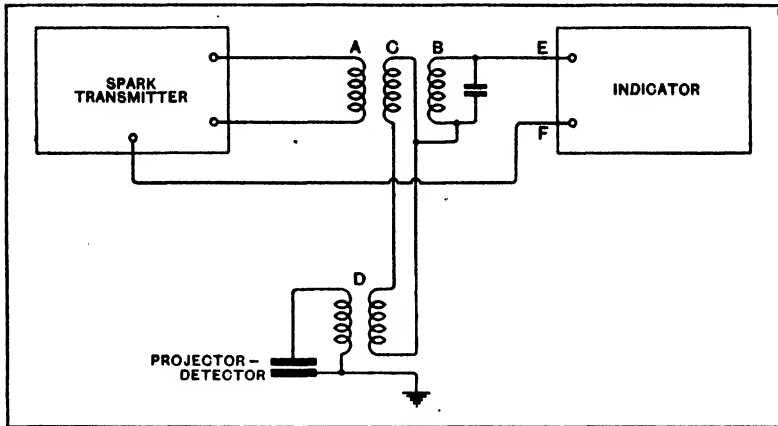 SPARK
TRANSMITTER
A C B
E
F
INDICATOR
D
PROJECTOR –
DETECTOR